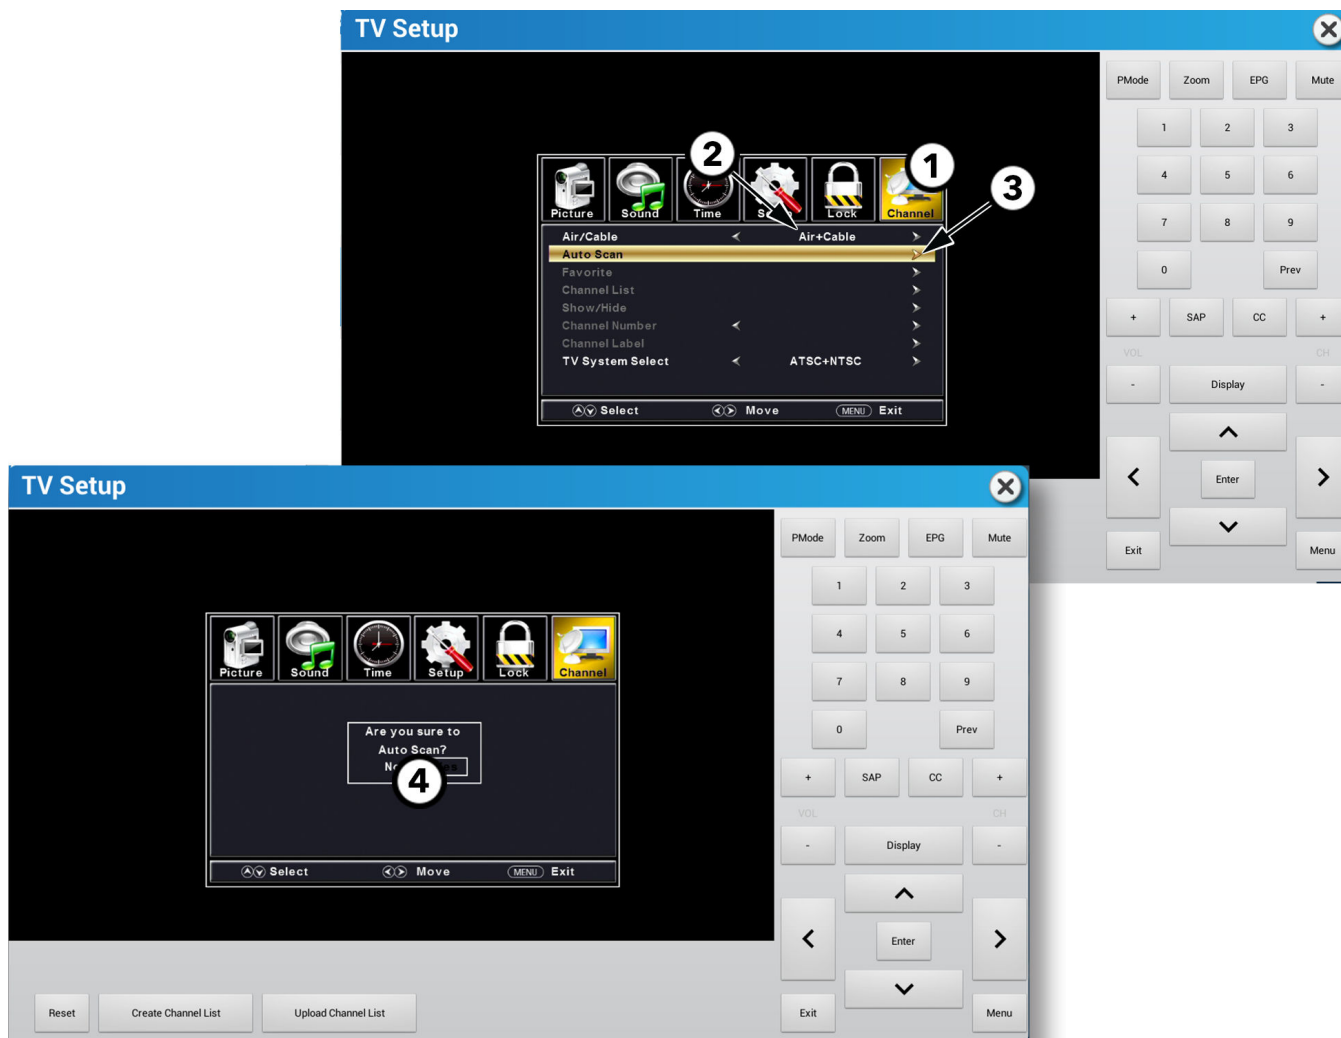 TV Setup
PMode Zoom EPG Mute
1 2 3
4 5 6
7 8 9
0 Prev
+ SAP CC +
VOL CH
- Display -
Enter
Exit Menu
2 1 3
Picture Sound Time Lock Channel
Air/Cable Air+Cable
Auto Scan
Favorite
Channel List
Show/Hide
Channel Number
Channel Label
TV System Select ATSC+NTSC
Select Move MENU Exit
TV Setup
PMode Zoom EPG Mute
1 2 3
4 5 6
7 8 9
0 Prev
+ SAP CC +
VOL CH
- Display -
Enter
Exit Menu
Picture Sound Time Setup Lock Channel
Are you sure to
Auto Scan?
4
Select Move MENU Exit
Reset Create Channel List Upload Channel List